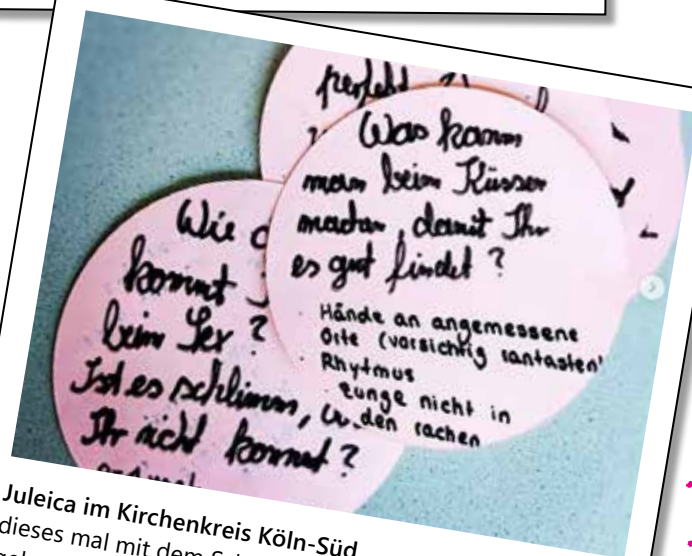 perfekt
Was kann
man beim Küssen
machen, damit Ihr
es gut findet?
Hände an angemessene
Orte (vorsichtig rantasten)
Rhytmus
Zunge nicht in
den rachen
Wie
kommt
beim Sex?
Ist es schlimm,
Ihr nicht kommt?
Juleica im Kirchenkreis Köln-Süd
dieses mal mit dem